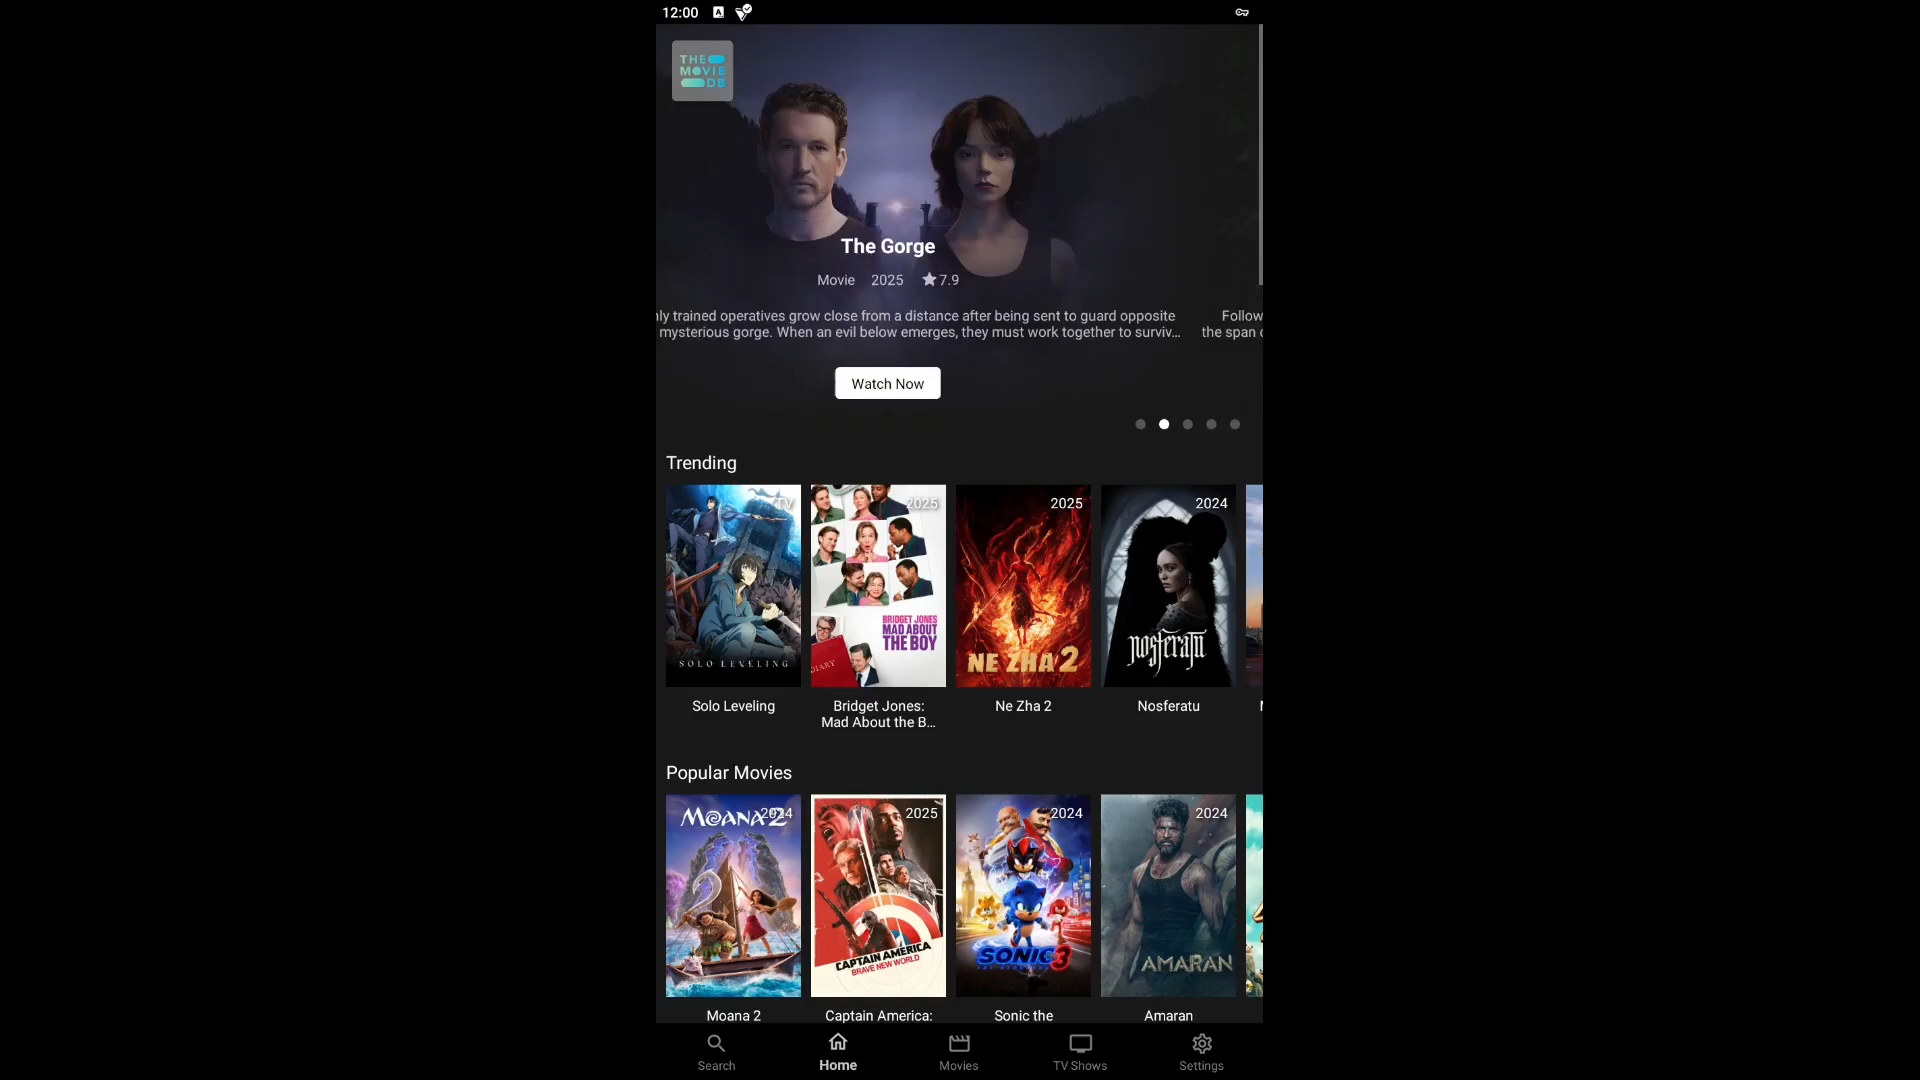 12:00
THE
MOVIE
DB
The Gorge
Movie 2025 7.9
ly trained operatives grow close from a distance after being sent to guard opposite
mysterious gorge. When an evil below emerges, they must work together to surviv...
Follow
the span
Watch Now
Trending
TV
SOLO LEVELING
Solo Leveling
2025
BRIDGET JONES
MAD ABOUT
THE BOY
DIARY
Bridget Jones:
Mad About the B...
2025
NE ZHA 2
Ne Zha 2
2024
nosferatu
Nosferatu
Popular Movies
2024
MOANA 2
Moana 2
2025
CAPTAIN AMERICA
BRAVE NEW WORLD
Captain America:
2024
SONIC 3
Sonic the
2024
AMARAN
Amaran
Search
Home
Movies
TV Shows
Settings